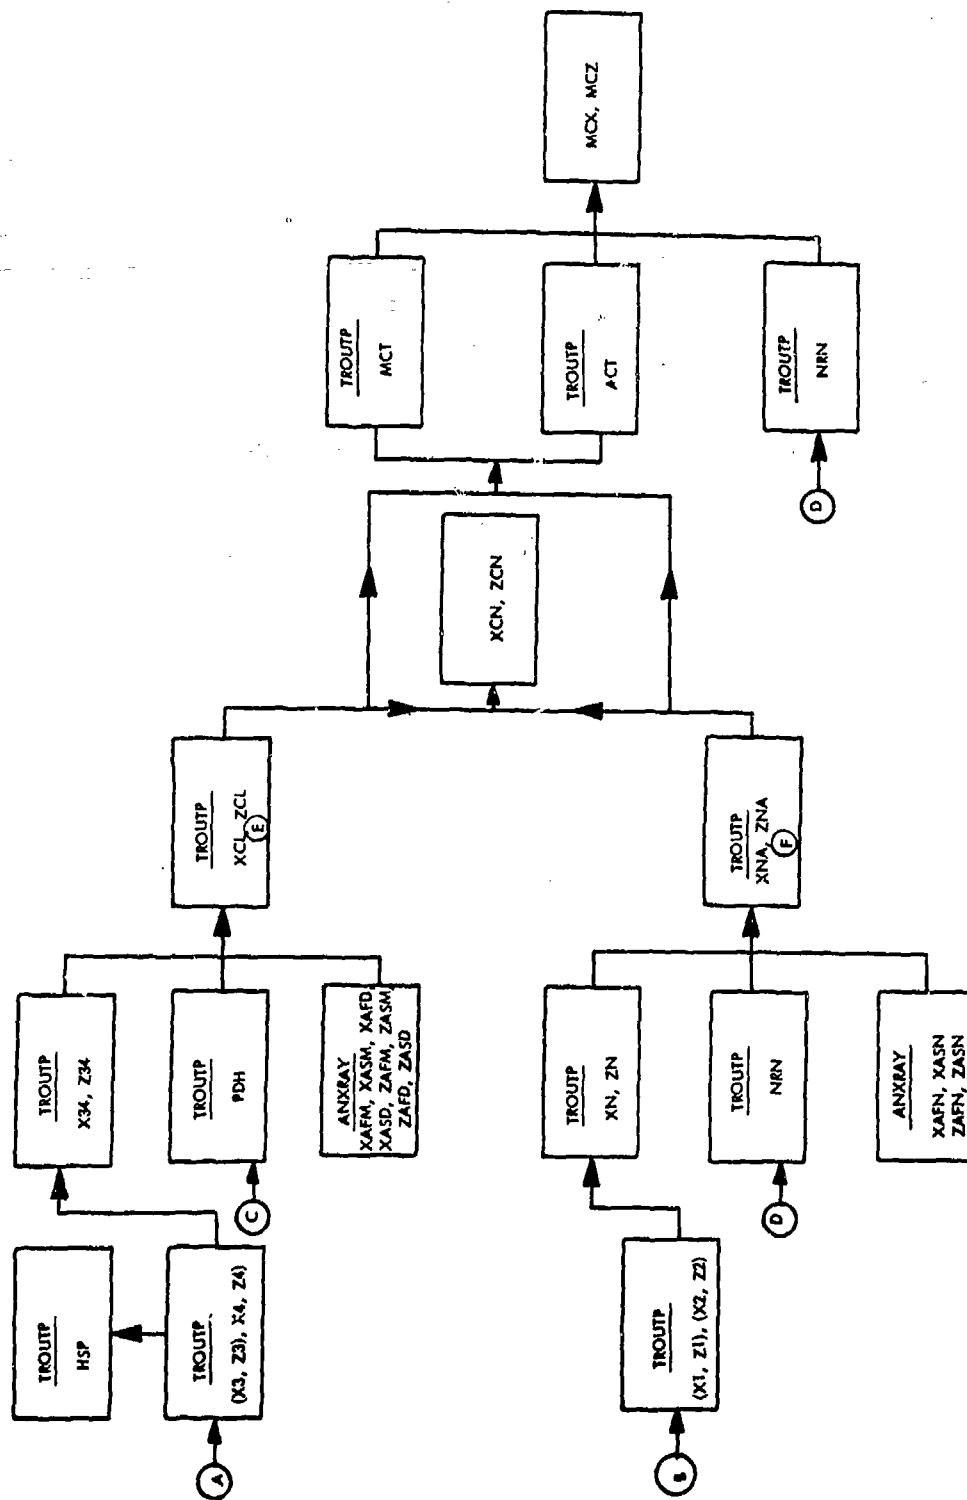 TROUTP
HSP
A
TROUTP
(X3, Z3), X4, Z4)
TROUTP
X34, Z34
C
TROUTP
PDH
ANXRAY
XAFM, XASM, XAFD,
XASD, ZAFM, ZASM,
ZAFD, ZASD
TROUTP
XCL, ZCL
E
B
TROUTP
(X1, Z1), (X2, Z2)
TROUTP
XN, ZN
D
TROUTP
NRN
ANXRAY
XAFN, XASN
ZAFN, ZASN
TROUTP
XNA, ZNA
F
XCN, ZCN
TROUTP
MCT
TROUTP
ACT
D
TROUTP
NRN
MCX, MCZ